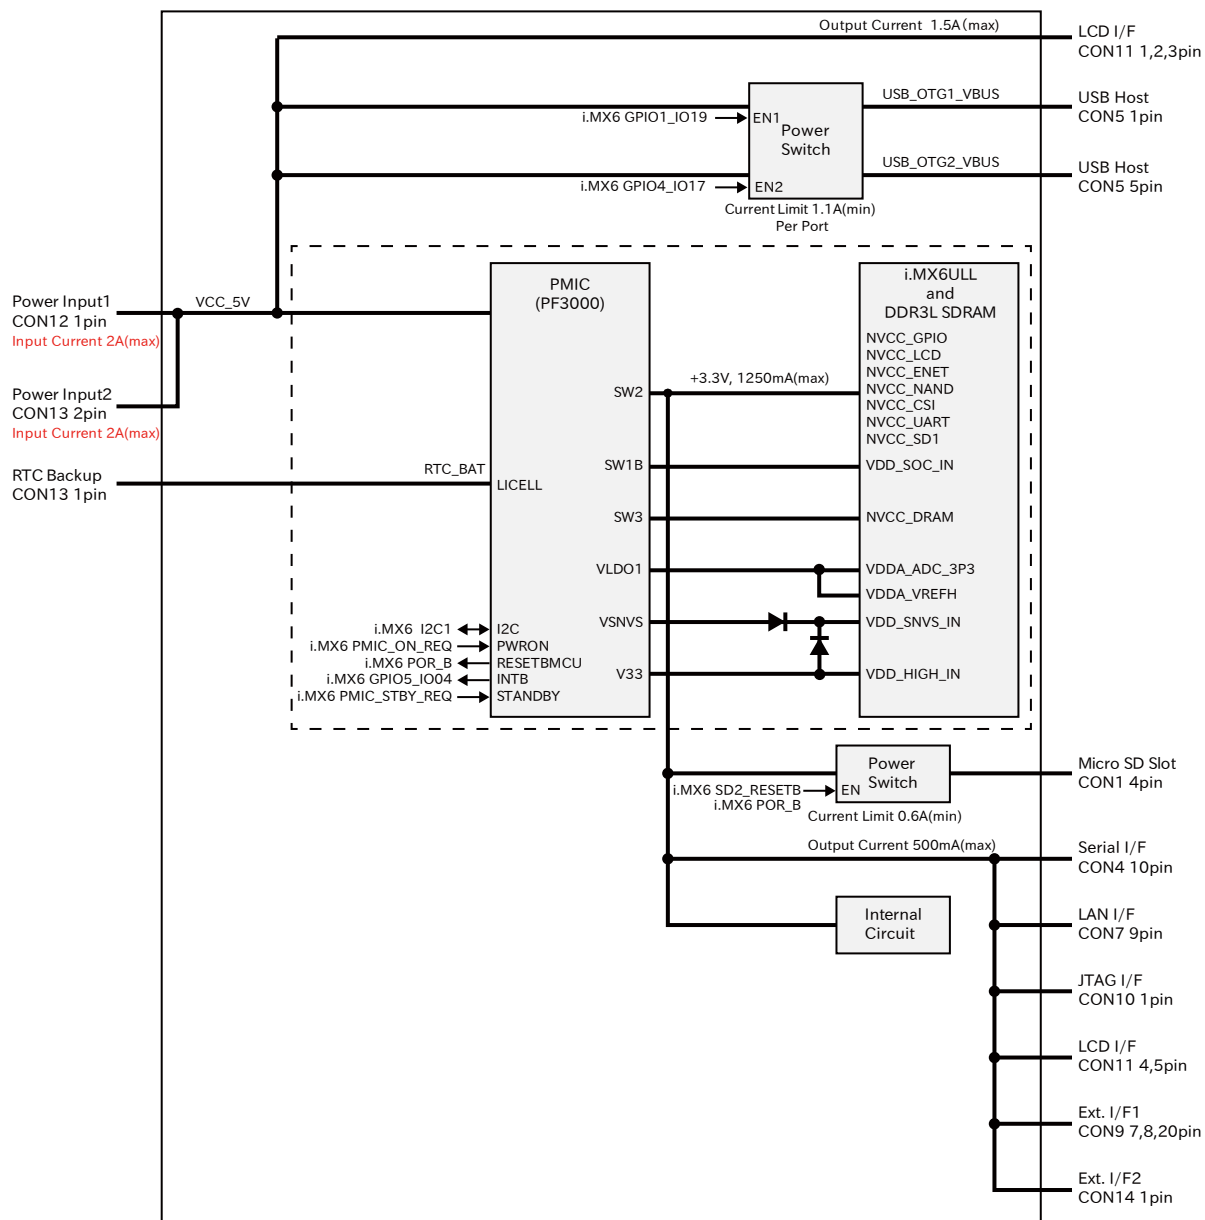 Output Current  1.5A(max)
LCD I/F
CON11 1,2,3pin
USB_OTG1_VBUS
USB Host
CON5 1pin
i.MX6 GPIO1_IO19
EN1
Power
Switch
USB_OTG2_VBUS
USB Host
CON5 5pin
i.MX6 GPIO4_IO17
EN2
Current Limit 1.1A(min)
Per Port
PMIC
(PF3000)
i.MX6ULL
and
DDR3L SDRAM
Power Input1
CON12 1pin
Input Current 2A(max)
VCC_5V
NVCC_GPIO
NVCC_LCD
NVCC_ENET
NVCC_NAND
NVCC_CSI
NVCC_UART
NVCC_SD1
Power Input2
CON13 2pin
Input Current 2A(max)
SW2
+3.3V, 1250mA(max)
RTC Backup
CON13 1pin
RTC_BAT
LICELL
SW1B
VDD_SOC_IN
SW3
NVCC_DRAM
VLDO1
VDDA_ADC_3P3
VDDA_VREFH
VSNVS
VDD_SNVS_IN
V33
VDD_HIGH_IN
i.MX6  I2C1
I2C
i.MX6 PMIC_ON_REQ
PWRON
i.MX6 POR_B
RESETBMCU
i.MX6 GPIO5_IO04
INTB
i.MX6 PMIC_STBY_REQ
STANDBY
Power
Switch
Micro SD Slot
CON1 4pin
i.MX6 SD2_RESETB
i.MX6 POR_B
EN
Current Limit 0.6A(min)
Output Current 500mA(max)
Serial I/F
CON4 10pin
Internal
Circuit
LAN I/F
CON7 9pin
JTAG I/F
CON10 1pin
LCD I/F
CON11 4,5pin
Ext. I/F1
CON9 7,8,20pin
Ext. I/F2
CON14 1pin